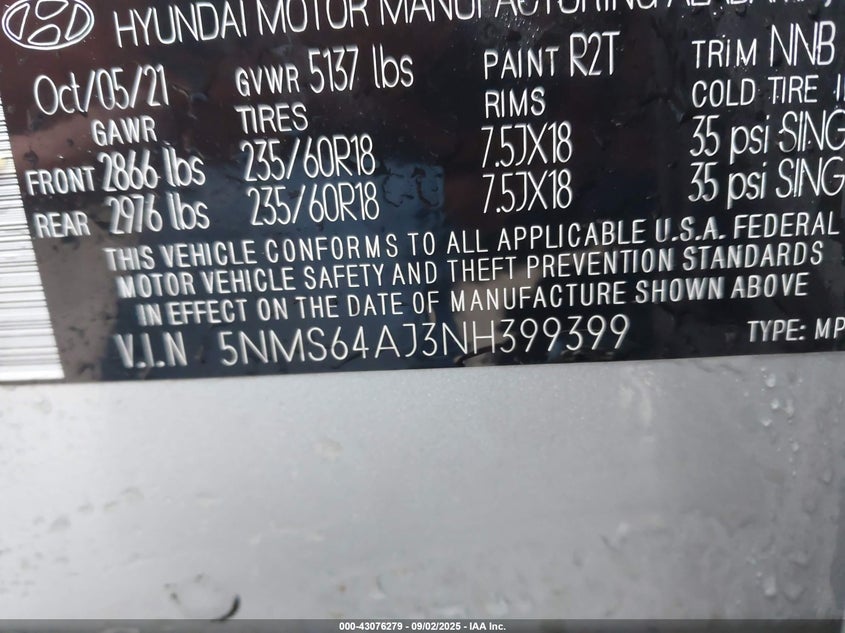 HYUNDAI MOTOR MANUFACTURING
Oct/05/21 GVWR 5137 lbs PAINT R2T TRIM NNB
GAWR TIRES RIMS COLD TIRE
FRONT 2866 lbs 235/60R18 7.5JX18 35 psi SING
REAR 2976 lbs 235/60R18 7.5JX18 35 psi SING
THIS VEHICLE CONFORMS TO ALL APPLICABLE U.S.A. FEDERAL
MOTOR VEHICLE SAFETY AND THEFT PREVENTION STANDARDS
IN EFFECT ON THE DATE OF MANUFACTURE SHOWN ABOVE
V.I.N 5NMS64AJ3NH399399 TYPE: MP
000-43076279 - 09/02/2025 - IAA Inc.